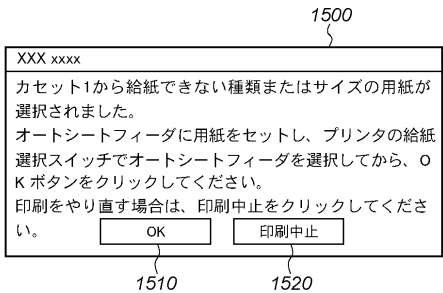 1500
XXX xxxx
カセット1から給紙できない種類またはサイズの用紙が
選択されました。
オートシートフィーダに用紙をセットし、プリンタの給紙
選択スイッチでオートシートフィーダを選択してから、O
Kボタンをクリックしてください。
印刷をやり直す場合は、印刷中止をクリックしてくださ
い。
OK 印刷中止
1510 1520